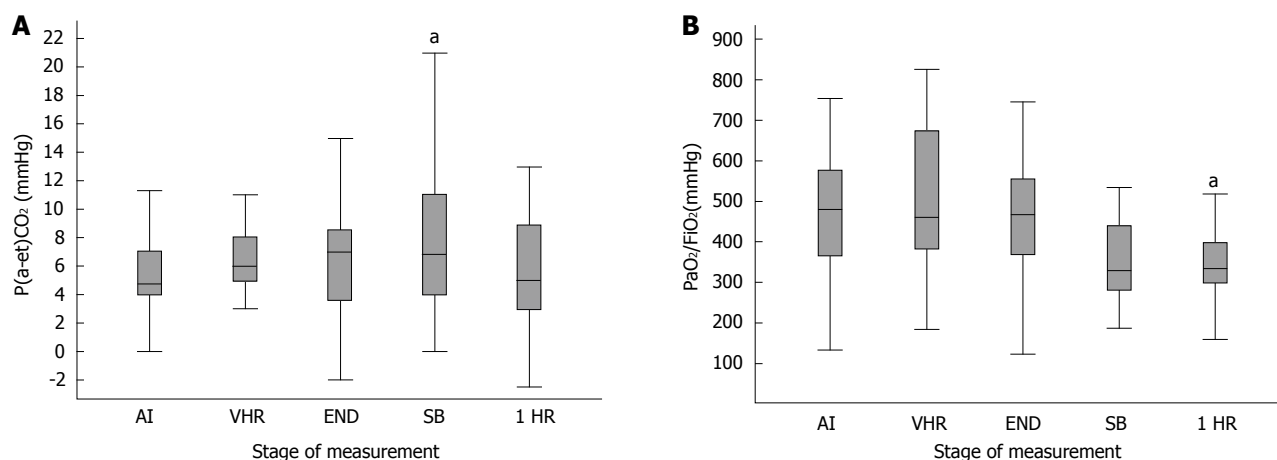 A
P(a-et)CO₂ (mmHg)
22
20
18
16
14
12
10
8
6
4
2
0
-2
a
AI VHR END SB 1 HR
Stage of measurement
B
PaO₂/FiO₂(mmHg)
900
800
700
600
500
400
300
200
100
a
AI VHR END SB 1 HR
Stage of measurement